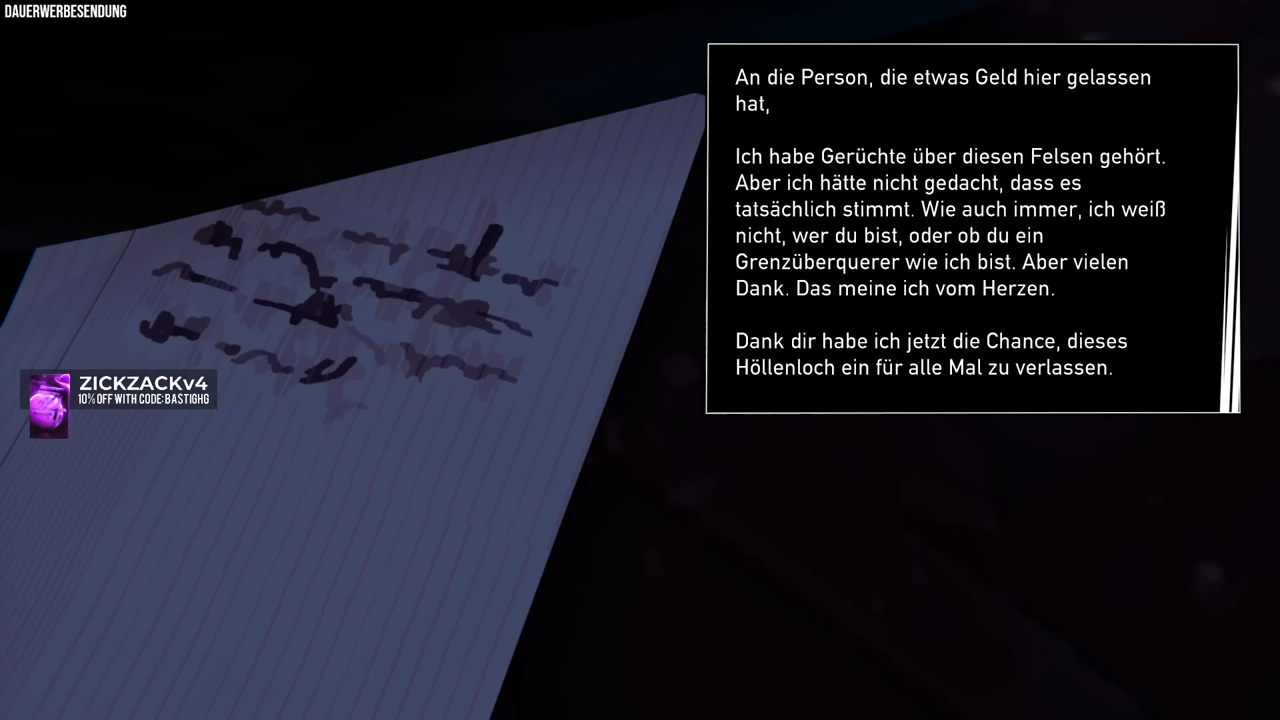 DAUERWERBESENDUNG
An die Person, die etwas Geld hier gelassen
hat,
Ich habe Gerüchte über diesen Felsen gehört.
Aber ich hätte nicht gedacht, dass es
tatsächlich stimmt. Wie auch immer, ich weiß
nicht, wer du bist, oder ob du ein
Grenzüberquerer wie ich bist. Aber vielen
Dank. Das meine ich vom Herzen.
Dank dir habe ich jetzt die Chance, dieses
Höllenloch ein für alle Mal zu verlassen.
ZICKZACKv4
10% OFF WITH CODE:BASTIGHG